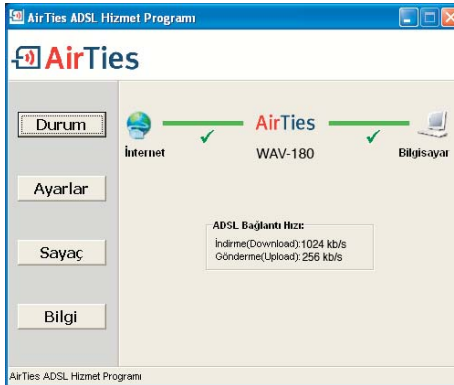 AirTies ADSL Hizmet Programı
AirTies
Durum
Ayarlar
Sayaç
Bilgi
İnternet
AirTies
WAV-180
Bilgisayar
ADSL Bağlantı Hızı:
İndirme(Download):1024 kb/s
Gönderme(Upload): 256 kb/s
AirTies ADSL Hizmet Programı